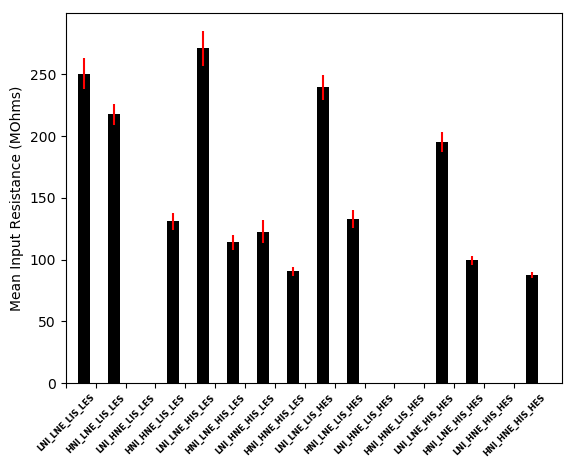 Mean Input Resistance (MOhms)
250
200
150
100
50
0
LNI_LNE_LIS_LES
HNI_LNE_LIS_LES
LNI_HNE_LIS_LES
HNI_HNE_LIS_LES
LNI_LNE_HIS_LES
HNI_LNE_HIS_LES
LNI_HNE_HIS_LES
HNI_HNE_HIS_LES
LNI_LNE_LIS_HES
HNI_LNE_LIS_HES
LNI_HNE_LIS_HES
HNI_HNE_LIS_HES
LNI_LNE_HIS_HES
HNI_LNE_HIS_HES
LNI_HNE_HIS_HES
HNI_HNE_HIS_HES